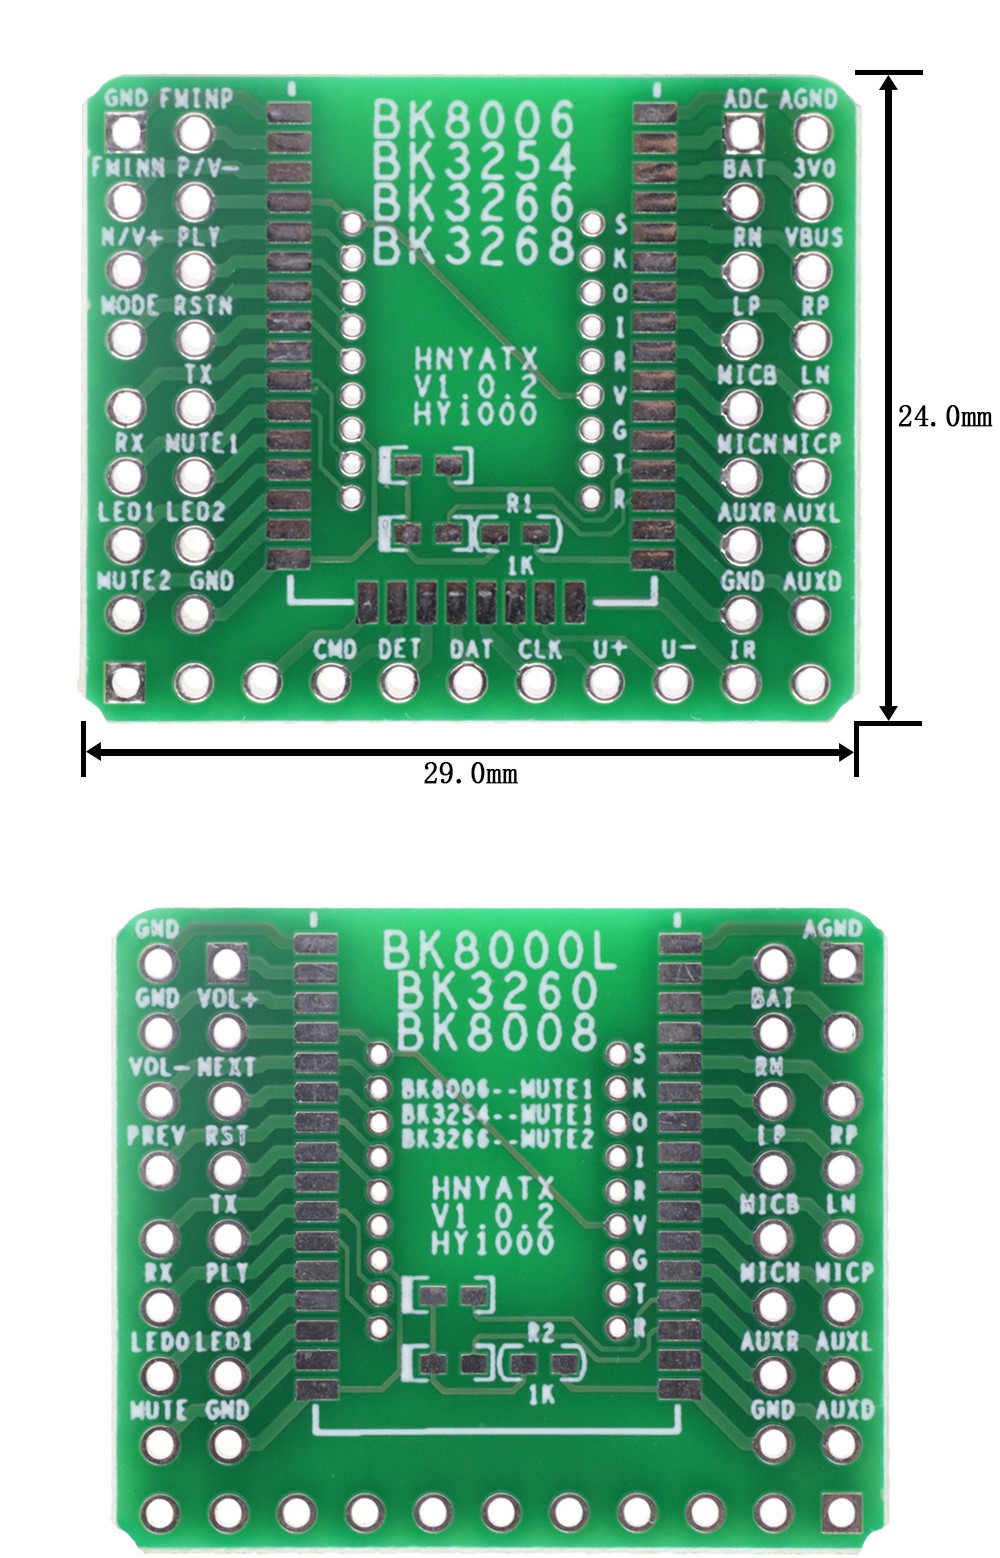 GND FMINP
BK8006
ADC AGND
FMINN P/V-
BK3254
BAT 3V0
BK3266
N/V+ PLY
BK3268
S
RN VBUS
K
MODE RSTN
O
LP RP
I
HNYATX
R
TX
V1.0.2
V
MICB LN
HY1000
G
RX MUTE1
T
MICN MICP
R
LED1 LED2
R1
AUXR AUXL
1K
MUTE2 GND
GND AUXD
CMD DET DAT CLK U+ U- IR
24.0mm
29.0mm
GND
BK8000L
AGND
GND VOL+
BK3260
BAT
BK8008
VOL- NEXT
S
RN
BK8006--MUTE1
K
BK3254--MUTE1
O
PREV RST
BK3266--MUTE2
LP RP
I
HNYATX
R
TX
V1.0.2
V
MICB LN
HY1000
G
RX PLY
T
MICN MICP
R
LED0 LED1
R2
AUXR AUXL
1K
MUTE GND
GND AUXD